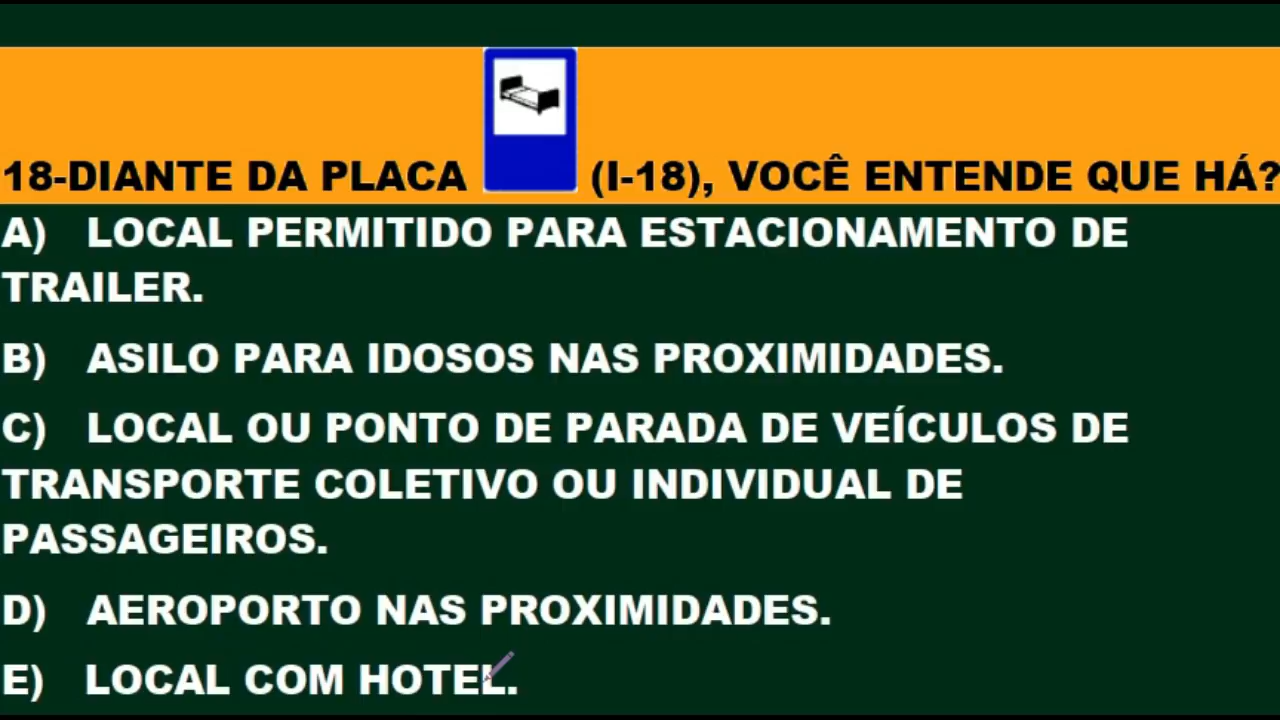 18-DIANTE DA PLACA (I-18), VOCÊ ENTENDE QUE HÁ?
A) LOCAL PERMITIDO PARA ESTACIONAMENTO DE
TRAILER.
B) ASILO PARA IDOSOS NAS PROXIMIDADES.
C) LOCAL OU PONTO DE PARADA DE VEÍCULOS DE
TRANSPORTE COLETIVO OU INDIVIDUAL DE
PASSAGEIROS.
D) AEROPORTO NAS PROXIMIDADES.
E) LOCAL COM HOTEL.